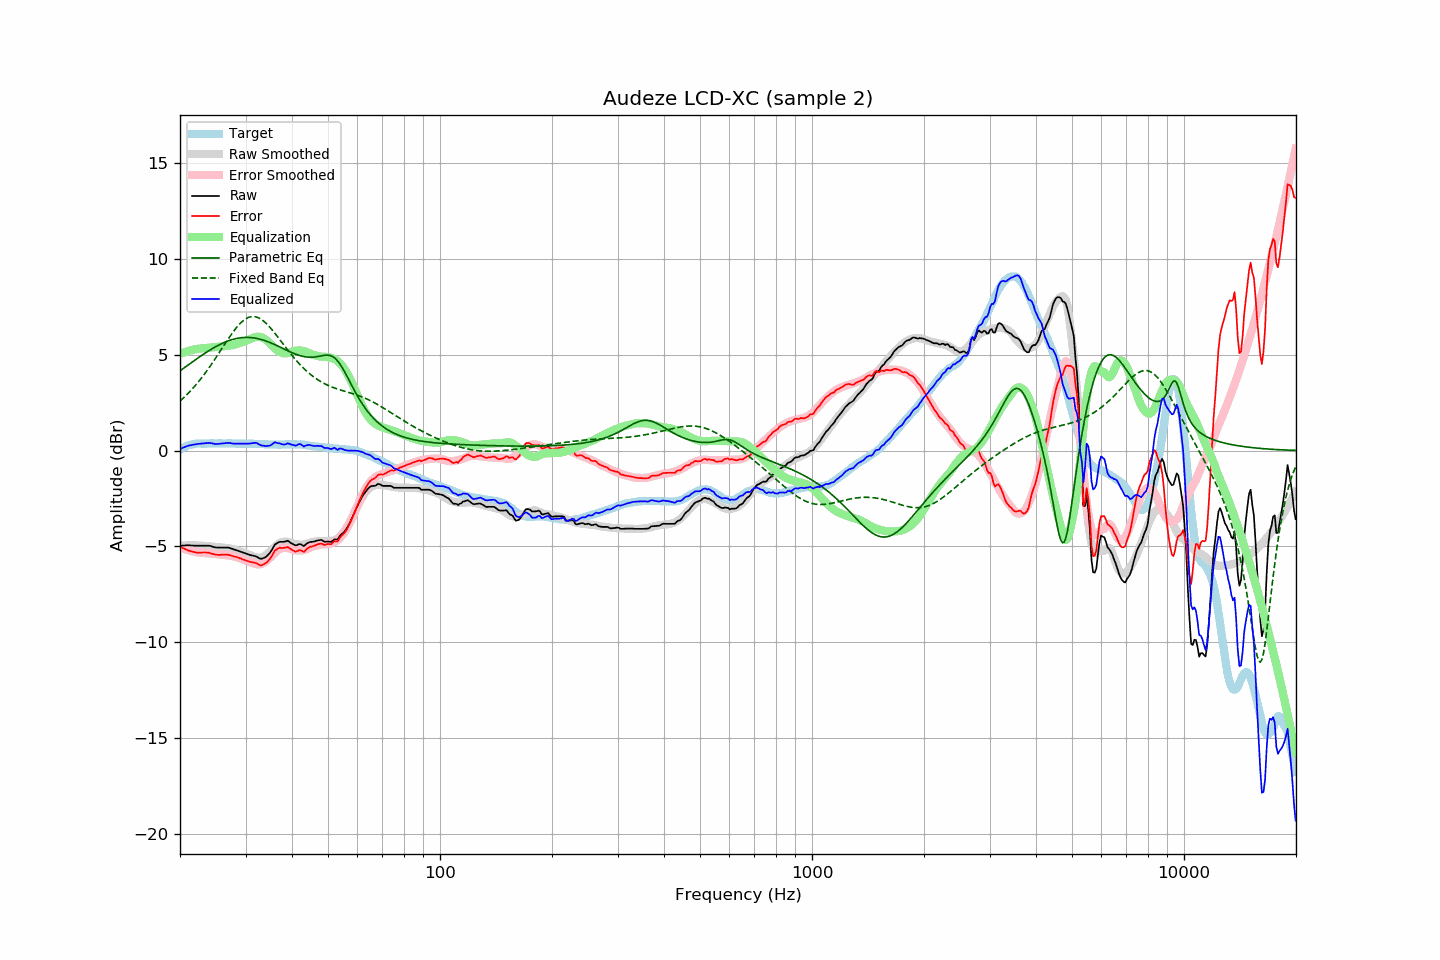 Audeze LCD-XC (sample 2)
Target
Raw Smoothed
Error Smoothed
Raw
Error
Equalization
Parametric Eq
Fixed Band Eq
Equalized
15
10
5
0
−5
−10
−15
−20
Amplitude (dBr)
100
1000
10000
Frequency (Hz)